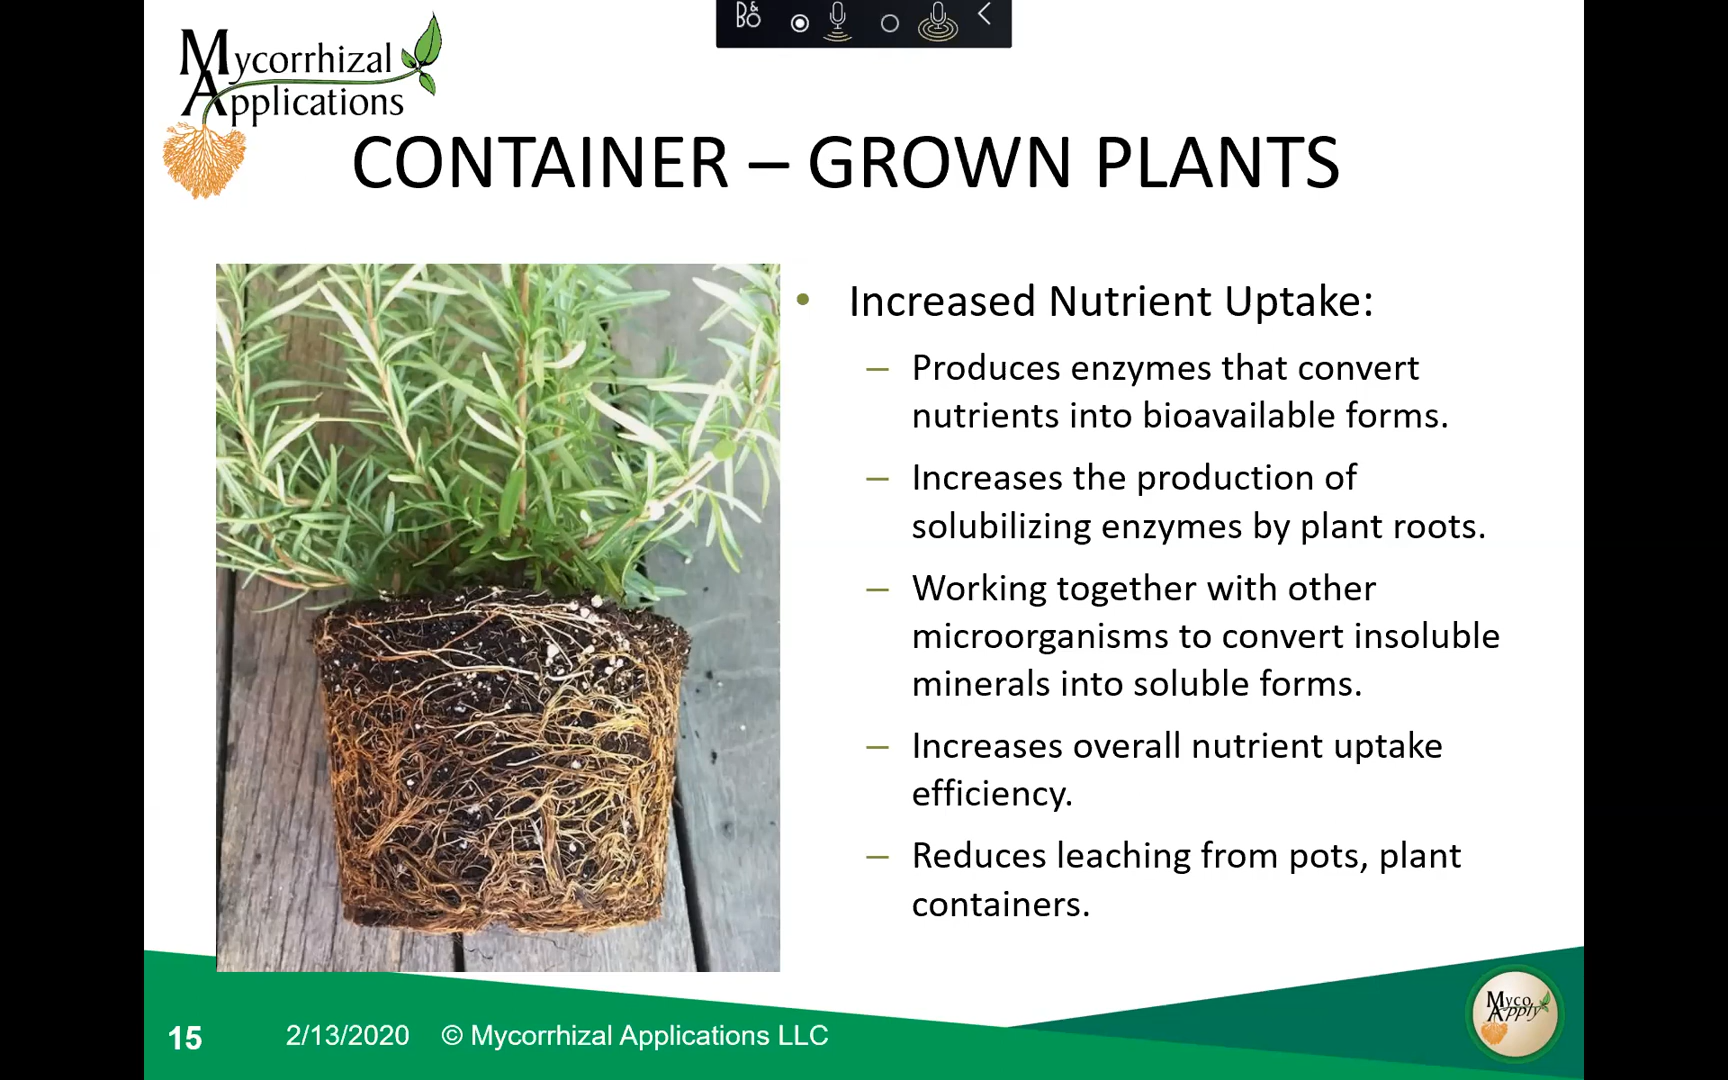 B&O
Mycorrhizal
Applications
CONTAINER – GROWN PLANTS
• Increased Nutrient Uptake:
– Produces enzymes that convert
nutrients into bioavailable forms.
– Increases the production of
solubilizing enzymes by plant roots.
– Working together with other
microorganisms to convert insoluble
minerals into soluble forms.
– Increases overall nutrient uptake
efficiency.
– Reduces leaching from pots, plant
containers.
15 2/13/2020 © Mycorrhizal Applications LLC
Myco
Apply